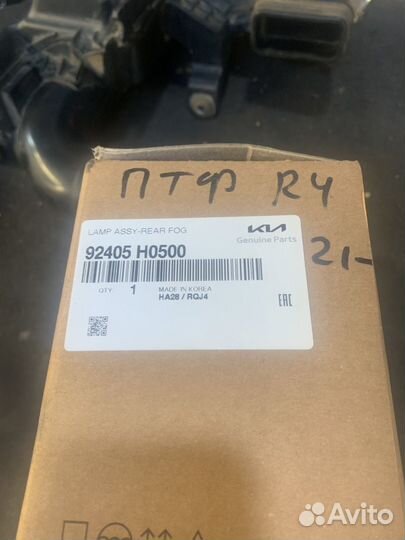 ПТФ R4
21-
LAMP ASSY-REAR FOG
KIA
Genuine Parts
92405 H0500
QTY. 1 MADE IN KOREA
HA28 / RQJ4
EAC
Avito